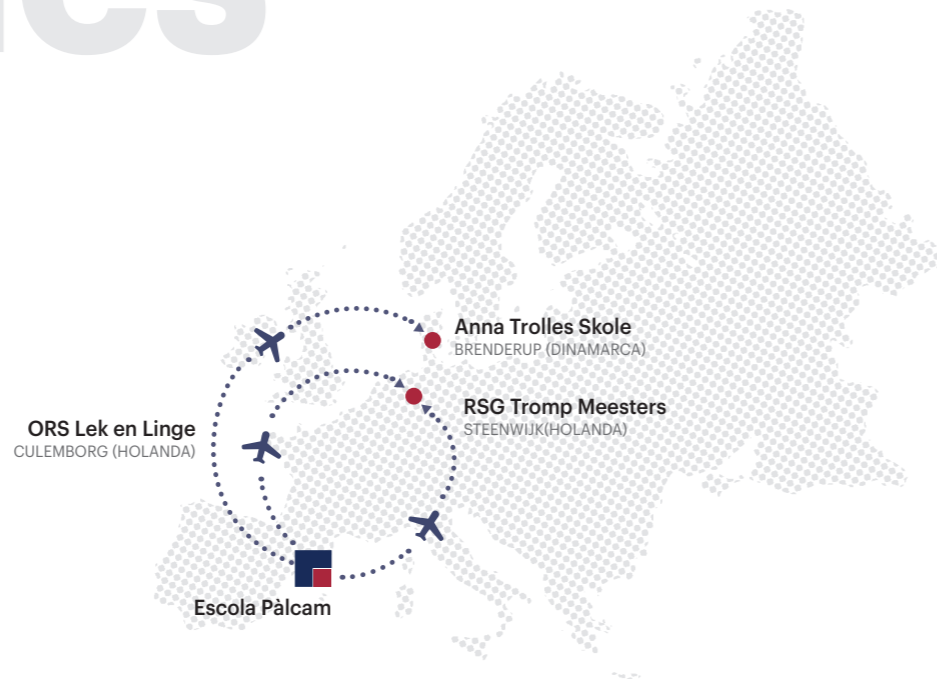 Anna Trolles Skole
BRENDERUP (DINAMARCA)
RSG Tromp Meesters
STEENWIJK(HOLANDA)
ORS Lek en Linge
CULEMBORG (HOLANDA)
Escola Pàlcam